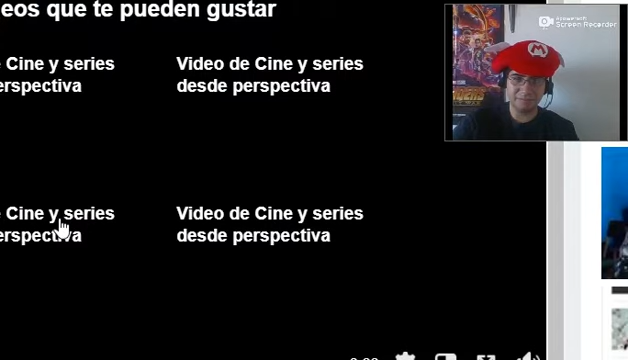 eos que te pueden gustar
e Cine y series
erspectiva
Video de Cine y series
desde perspectiva
e Cine y series
erspectiva
Video de Cine y series
desde perspectiva
Screen Recorder
M